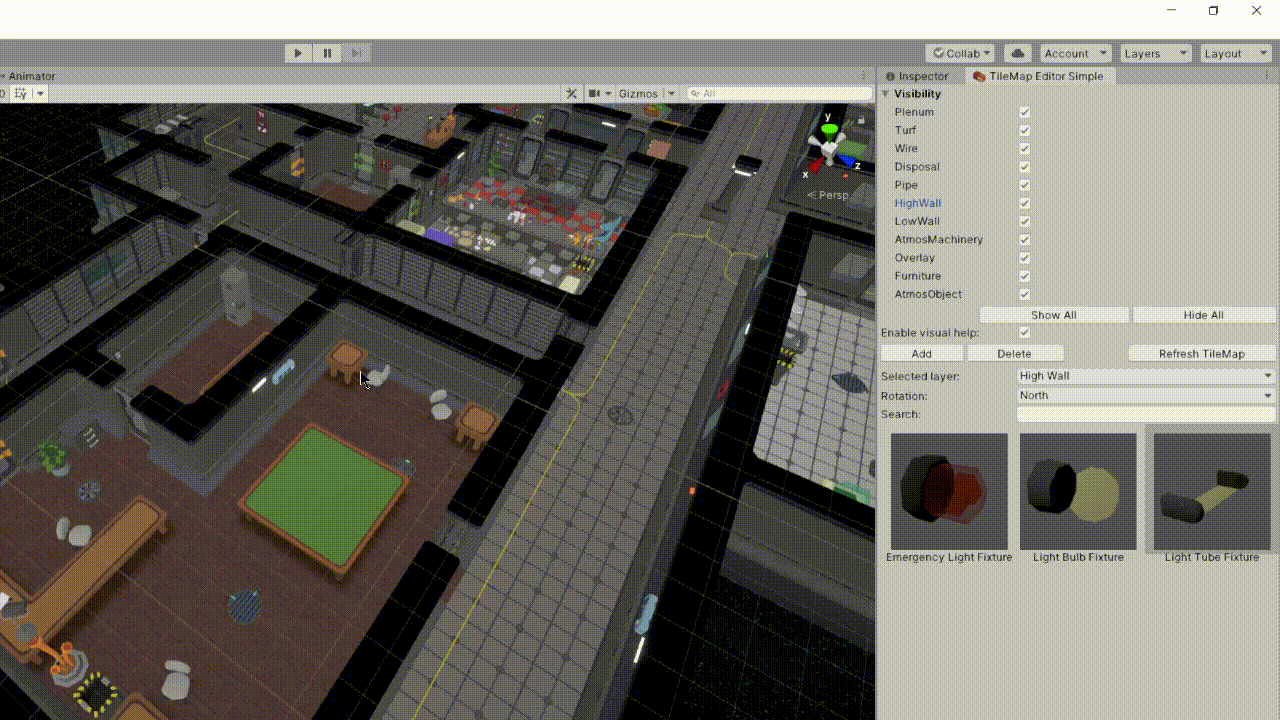 Collab Account Layers Layout
Animator Inspector TileMap Editor Simple
Gizmos All
Visibility
Plenum
Turf
Wire
Disposal
Pipe
HighWall
LowWall
AtmosMachinery
Overlay
Furniture
AtmosObject
Show All Hide All
Enable visual help:
Add Delete Refresh TileMap
Selected layer: High Wall
Rotation: North
Search:
Emergency Light Fixture Light Bulb Fixture Light Tube Fixture
y
x z
< Persp